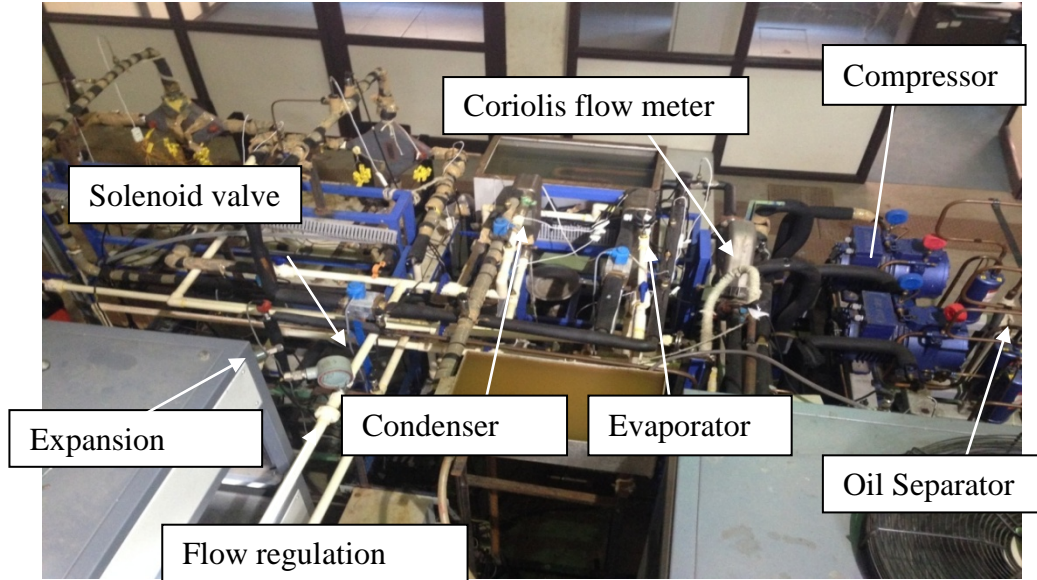 Compressor
Coriolis flow meter
Solenoid valve
Expansion
Condenser
Evaporator
Oil Separator
Flow regulation